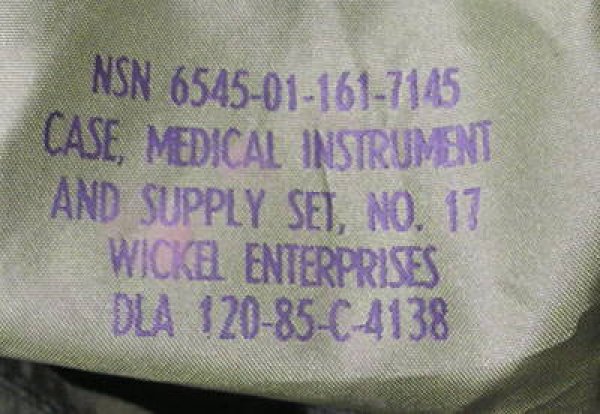 NSN 6545-01-161-7145
CASE, MEDICAL INSTRUMENT
AND SUPPLY SET, NO. 17
WICKEL ENTERPRISES
DLA 120-85-C-4138